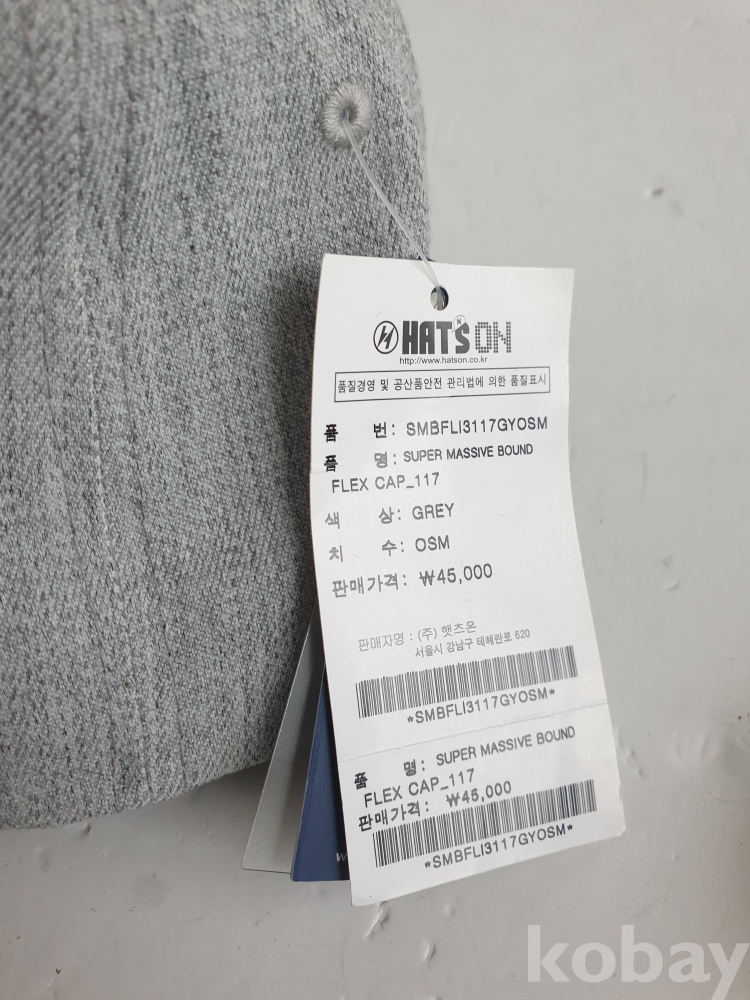 HAT'S ON
http://www.hatson.co.kr
품질경영 및 공산품안전 관리법에 의한 품질표시
품 번: SMBFLI3117GYOSM
품 명: SUPER MASSIVE BOUND
FLEX CAP_117
색 상: GREY
치 수: OSM
판매가격: ₩45,000
판매자명 : (주) 햇츠온
서울시 강남구 테헤란로 620
*SMBFLI3117GYOSM*
품 명: SUPER MASSIVE BOUND
FLEX CAP_117
판매가격: ₩45,000
*SMBFLI3117GYOSM*
w
kobay